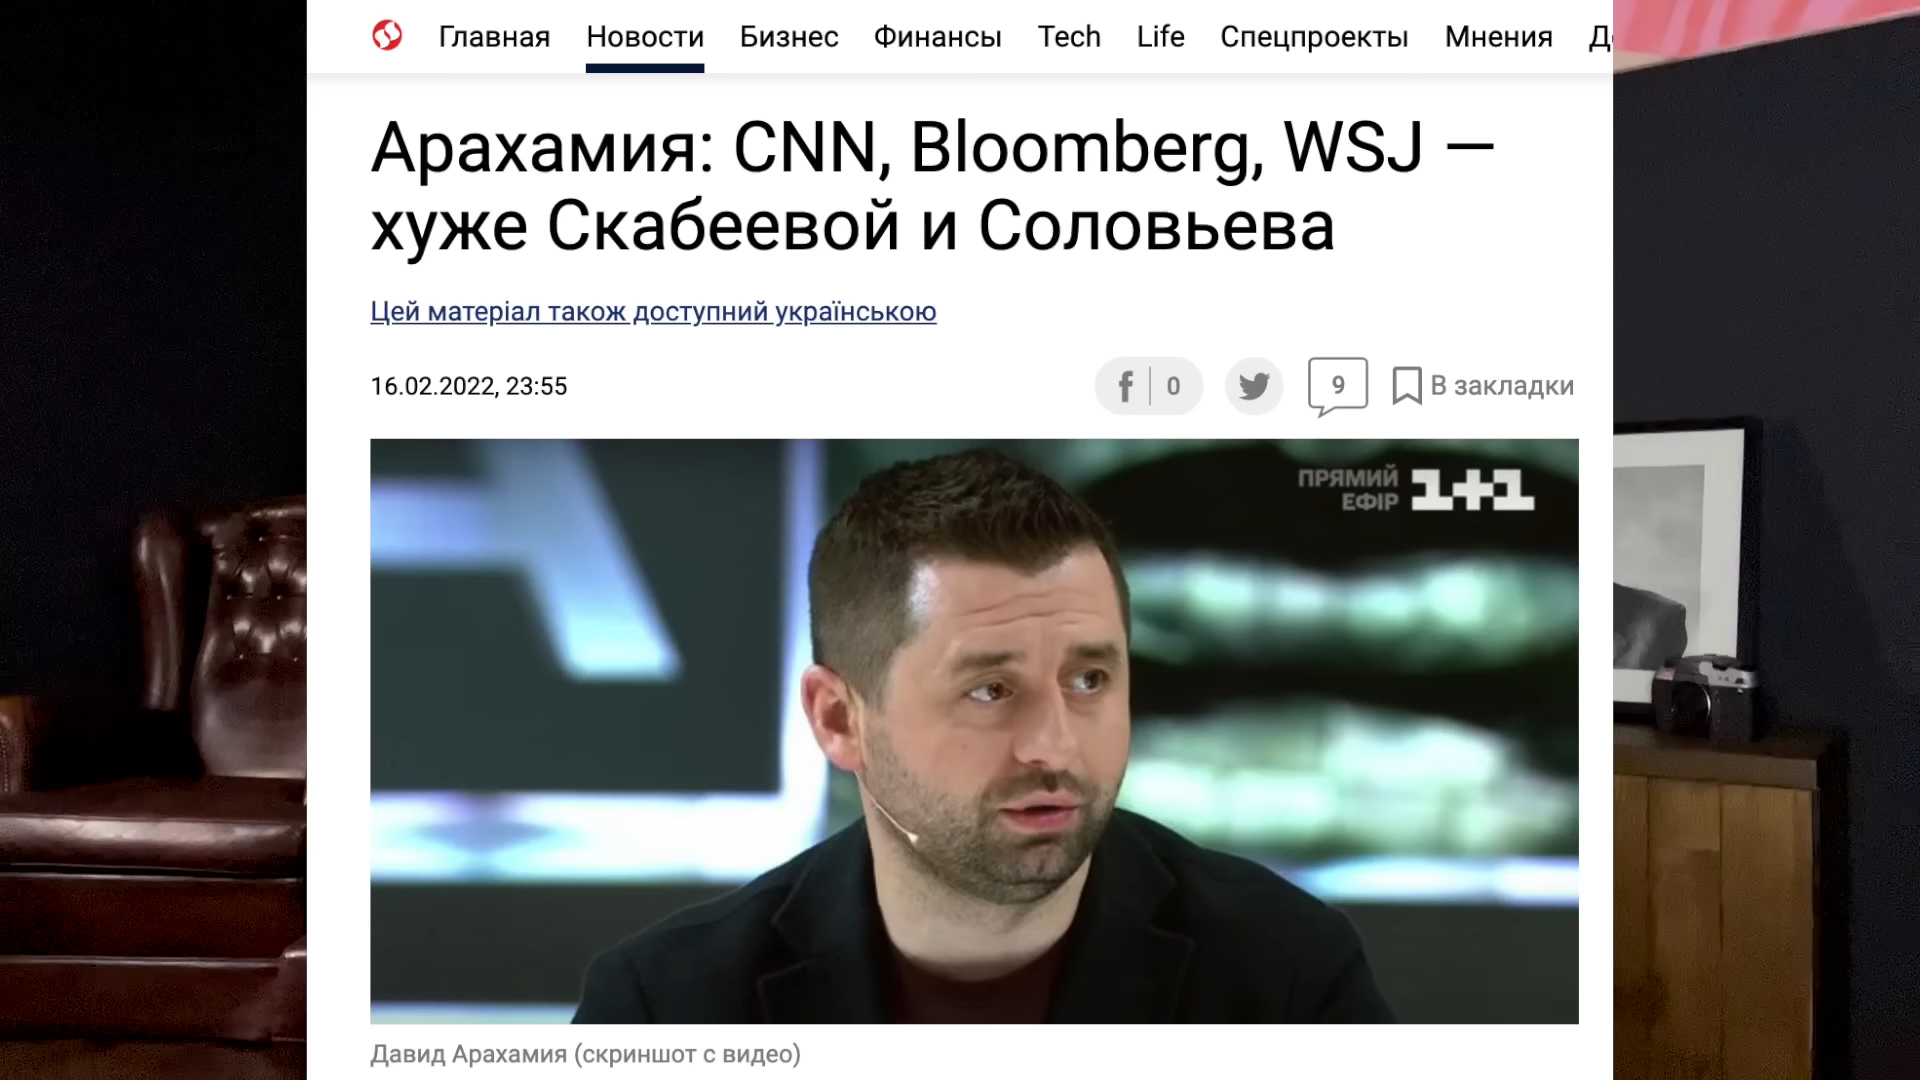 Главная Новости Бизнес Финансы Tech Life Спецпроекты Мнения
Арахамия: CNN, Bloomberg, WSJ —
хуже Скабеевой и Соловьева
Цей матеріал також доступний українською
16.02.2022, 23:55
0
9
В закладки
ПРЯМИЙ
ЕФІР
1+1
Давид Арахамия (скриншот с видео)